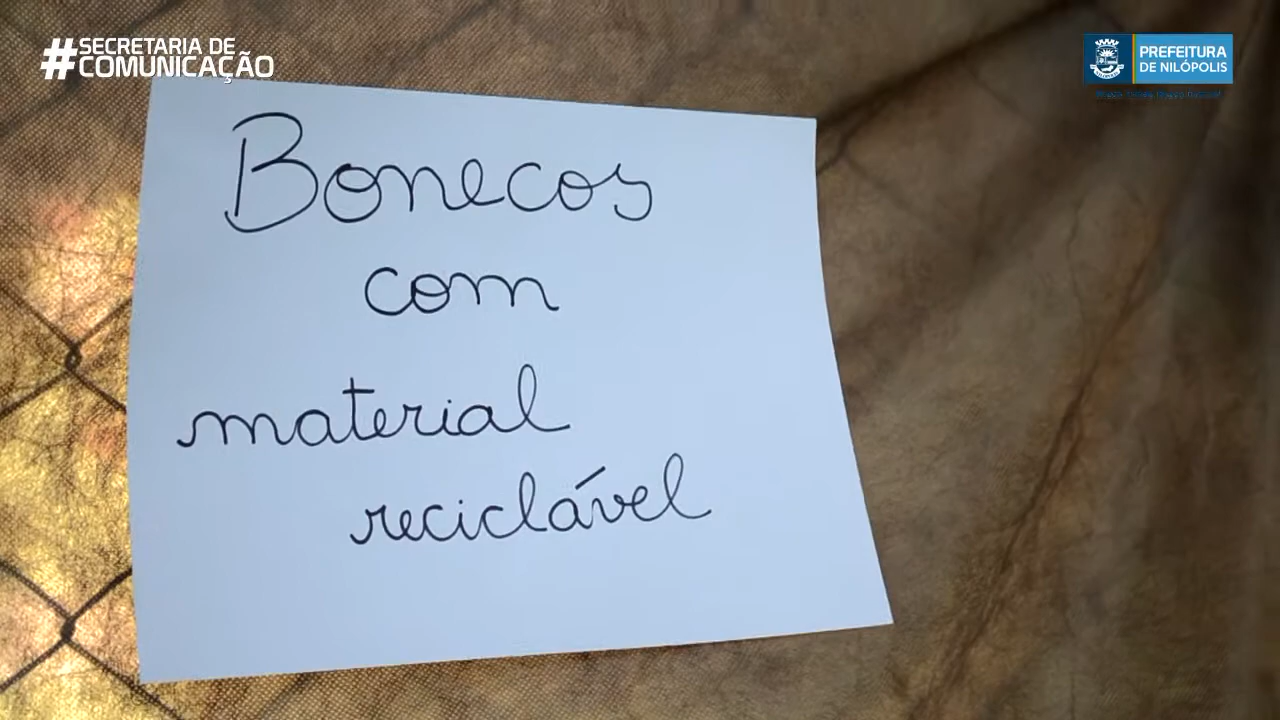 #SECRETARIA DE
COMUNICAÇÃO
PREFEITURA
DE NILÓPOLIS
Bonecos
com
material
reciclável